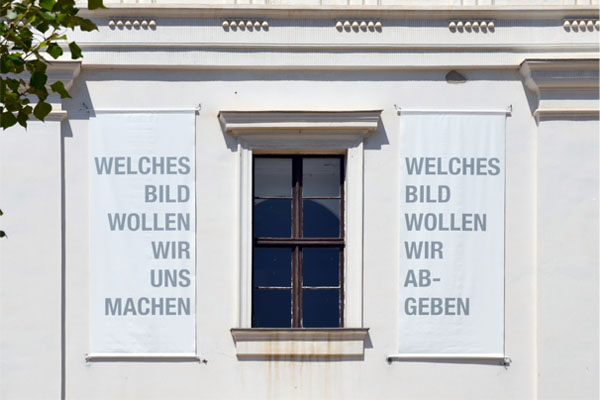 WELCHES
BILD
WOLLEN
WIR
UNS
MACHEN
WELCHES
BILD
WOLLEN
WIR
AB-
GEBEN